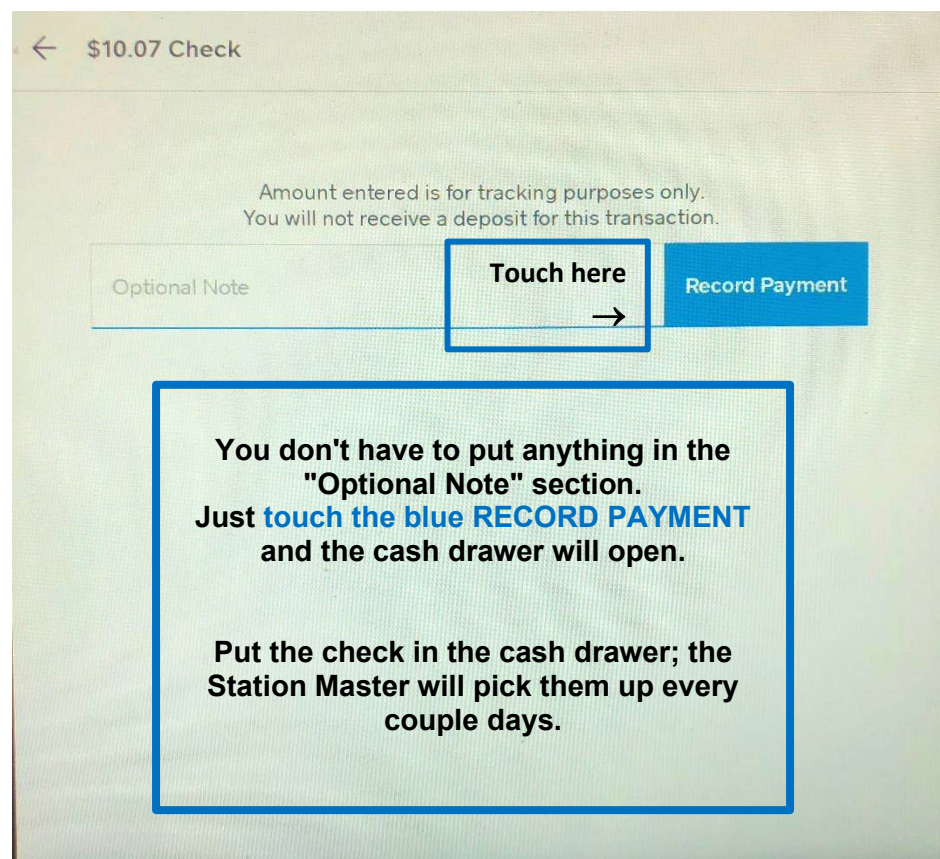 ← $10.07 Check
Amount entered is for tracking purposes only.
You will not receive a deposit for this transaction.
Optional Note
Touch here
→
Record Payment
You don't have to put anything in the
"Optional Note" section.
Just touch the blue RECORD PAYMENT
and the cash drawer will open.
Put the check in the cash drawer; the
Station Master will pick them up every
couple days.